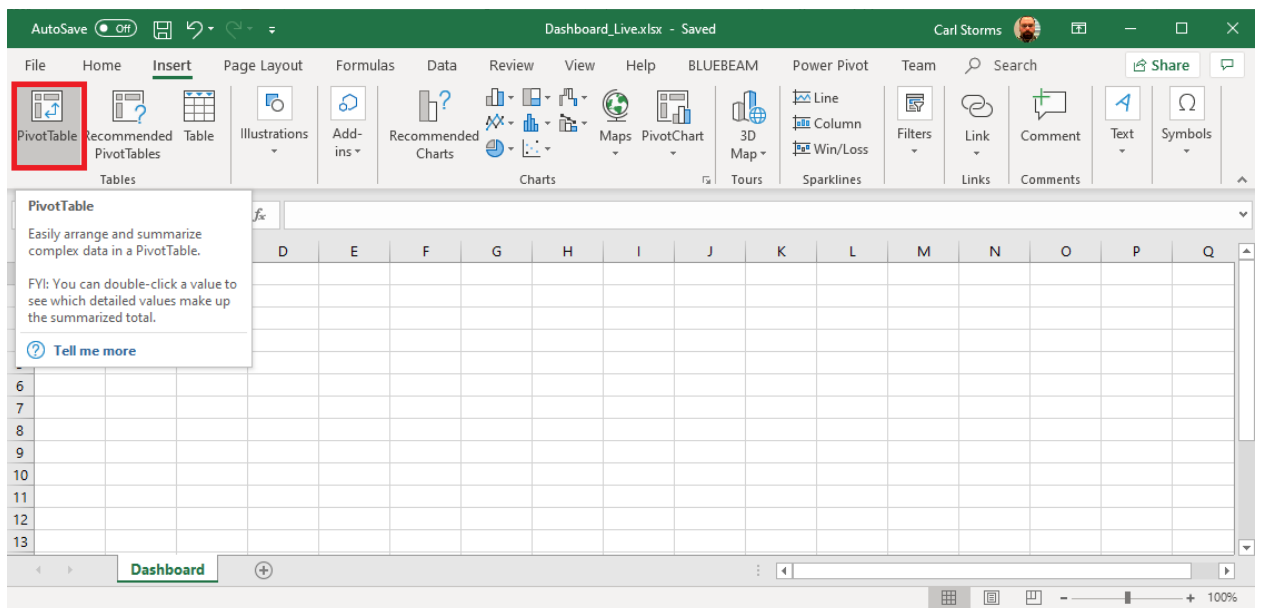 AutoSave Off Dashboard_Live.xlsx - Saved Carl Storms
File Home Insert Page Layout Formulas Data Review View Help BLUEBEAM Power Pivot Team Search Share
PivotTable Recommended PivotTables Table Illustrations Add-ins Recommended Charts Maps PivotChart 3D Map Line Column Win/Loss Filters Link Comment Text Symbols
Tables Charts Tours Sparklines Links Comments
PivotTable
Easily arrange and summarize
complex data in a PivotTable.
FYI: You can double-click a value to
see which detailed values make up
the summarized total.
Tell me more
fx
D E F G H I J K L M N O P Q
6
7
8
9
10
11
12
13
Dashboard
100%